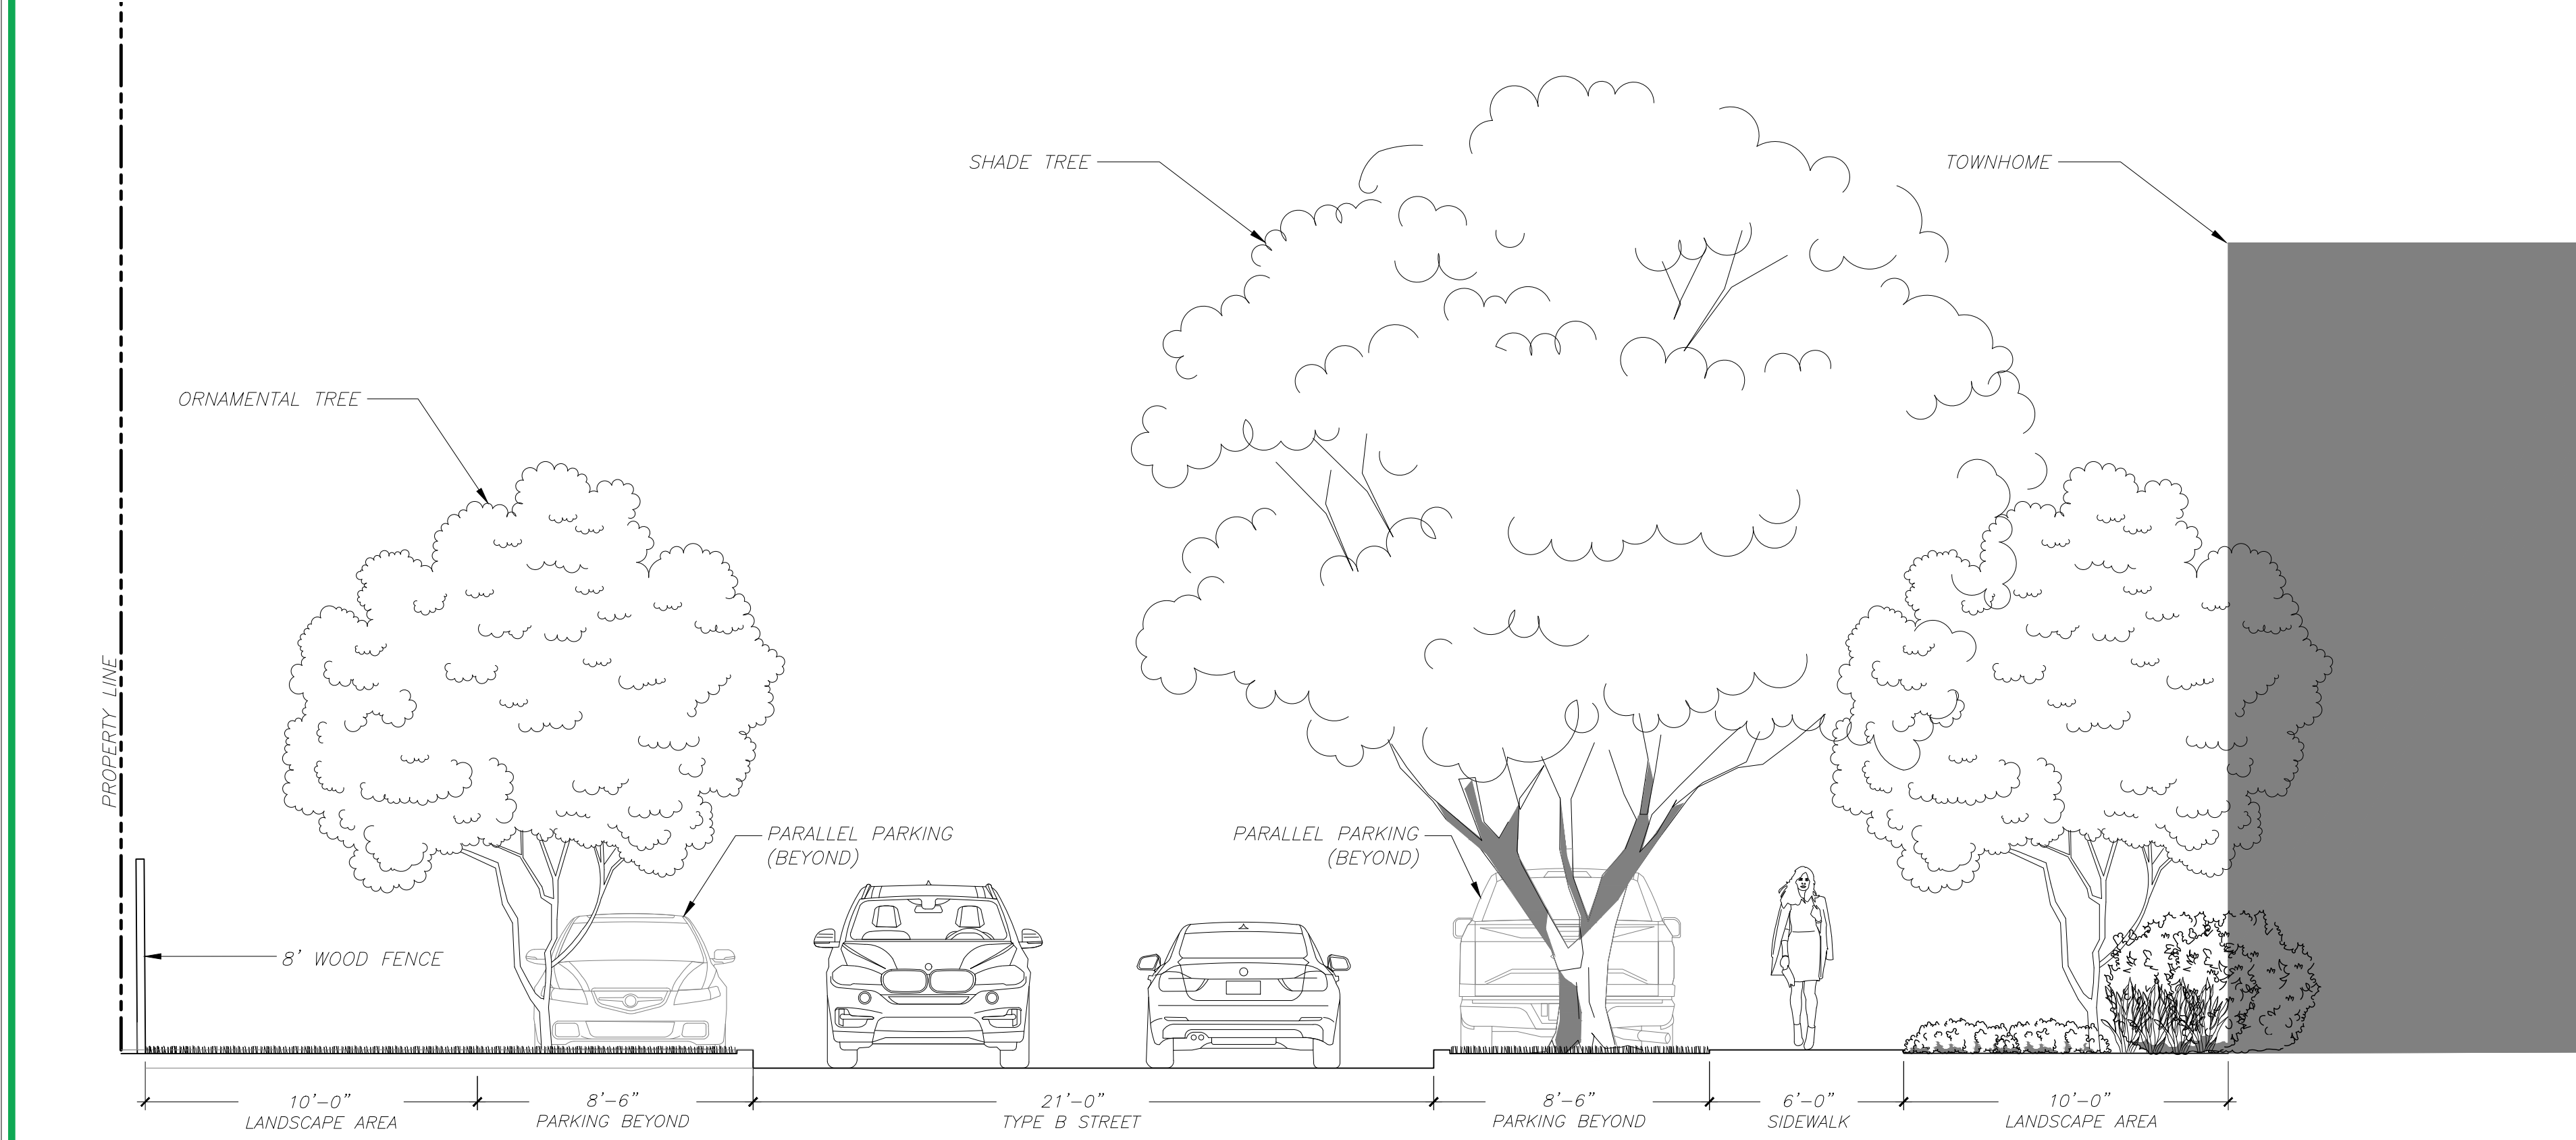 SHADE TREE
TOWNHOME
ORNAMENTAL TREE
PROPERTY LINE
PARALLEL PARKING
(BEYOND)
PARALLEL PARKING
(BEYOND)
8' WOOD FENCE
10'-0"
LANDSCAPE AREA
8'-6"
PARKING BEYOND
21'-0"
TYPE B STREET
8'-6"
PARKING BEYOND
6'-0"
SIDEWALK
10'-0"
LANDSCAPE AREA